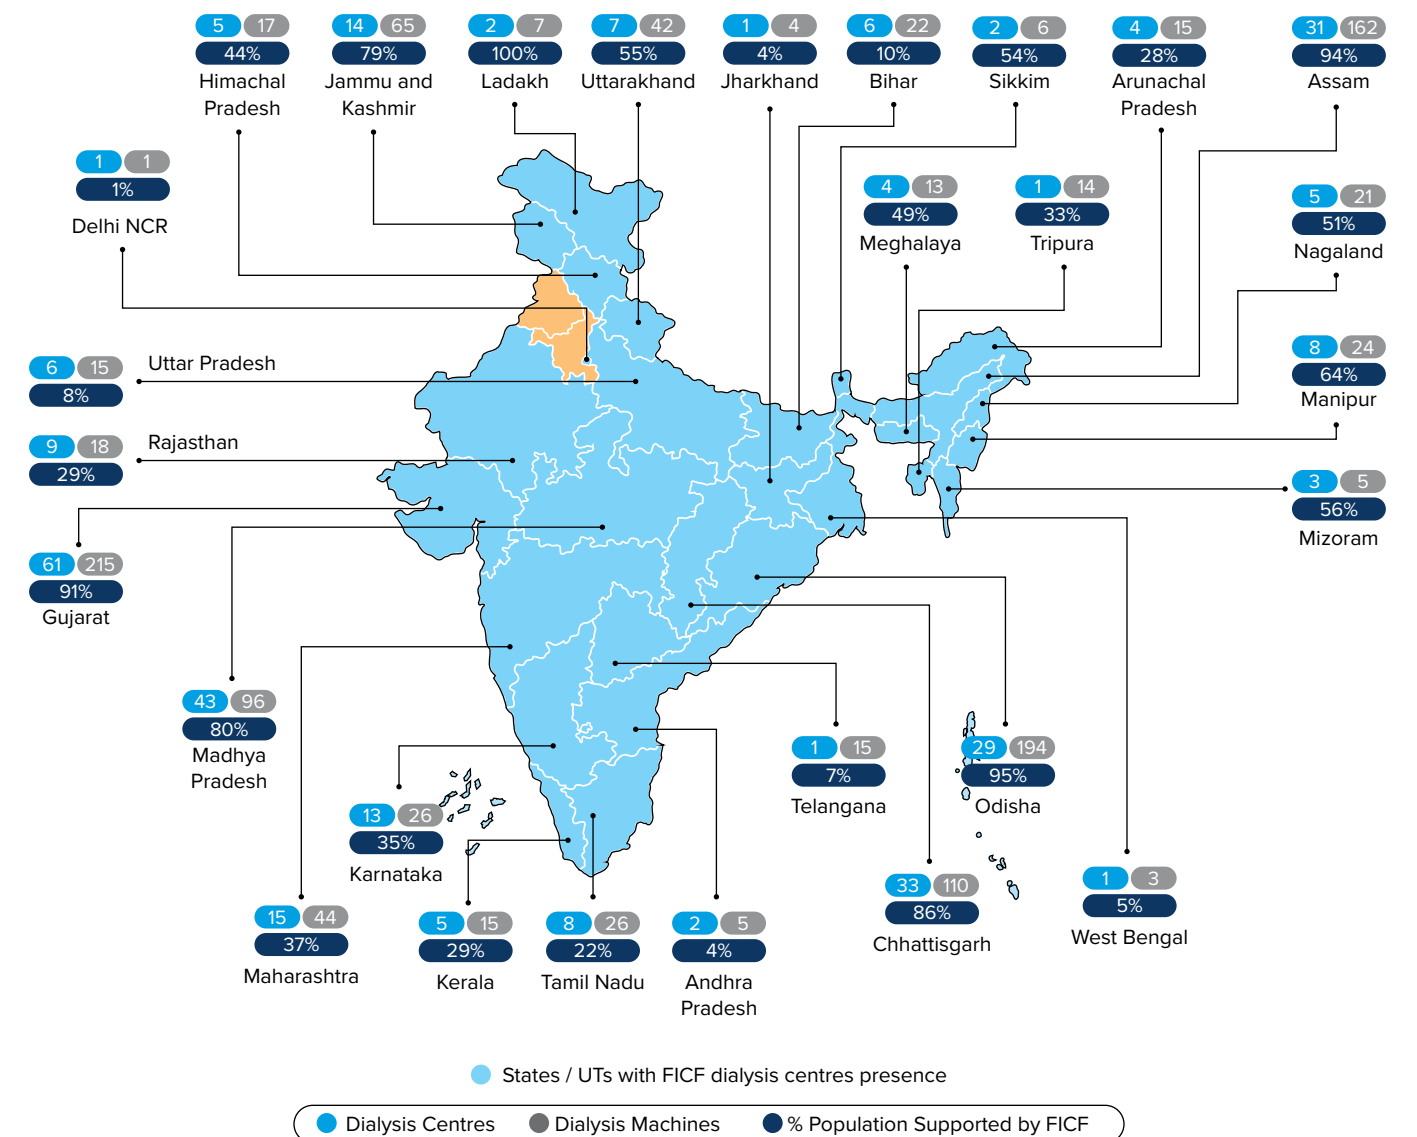 5 17
44%
Himachal
Pradesh
14 65
79%
Jammu and
Kashmir
2 7
100%
Ladakh
7 42
55%
Uttarakhand
1 4
4%
Jharkhand
6 22
10%
Bihar
2 6
54%
Sikkim
4 15
28%
Arunachal
Pradesh
31 162
94%
Assam
1 1
1%
Delhi NCR
4 13
49%
Meghalaya
1 14
33%
Tripura
5 21
51%
Nagaland
6 15
8%
Uttar Pradesh
8 24
64%
Manipur
9 18
29%
Rajasthan
3 5
56%
Mizoram
61 215
91%
Gujarat
43 96
80%
Madhya
Pradesh
1 15
7%
Telangana
29 194
95%
Odisha
13 26
35%
Karnataka
33 110
86%
Chhattisgarh
1 3
5%
West Bengal
15 44
37%
Maharashtra
5 15
29%
Kerala
8 26
22%
Tamil Nadu
2 5
4%
Andhra
Pradesh
States / UTs with FICF dialysis centres presence
Dialysis Centres Dialysis Machines % Population Supported by FICF